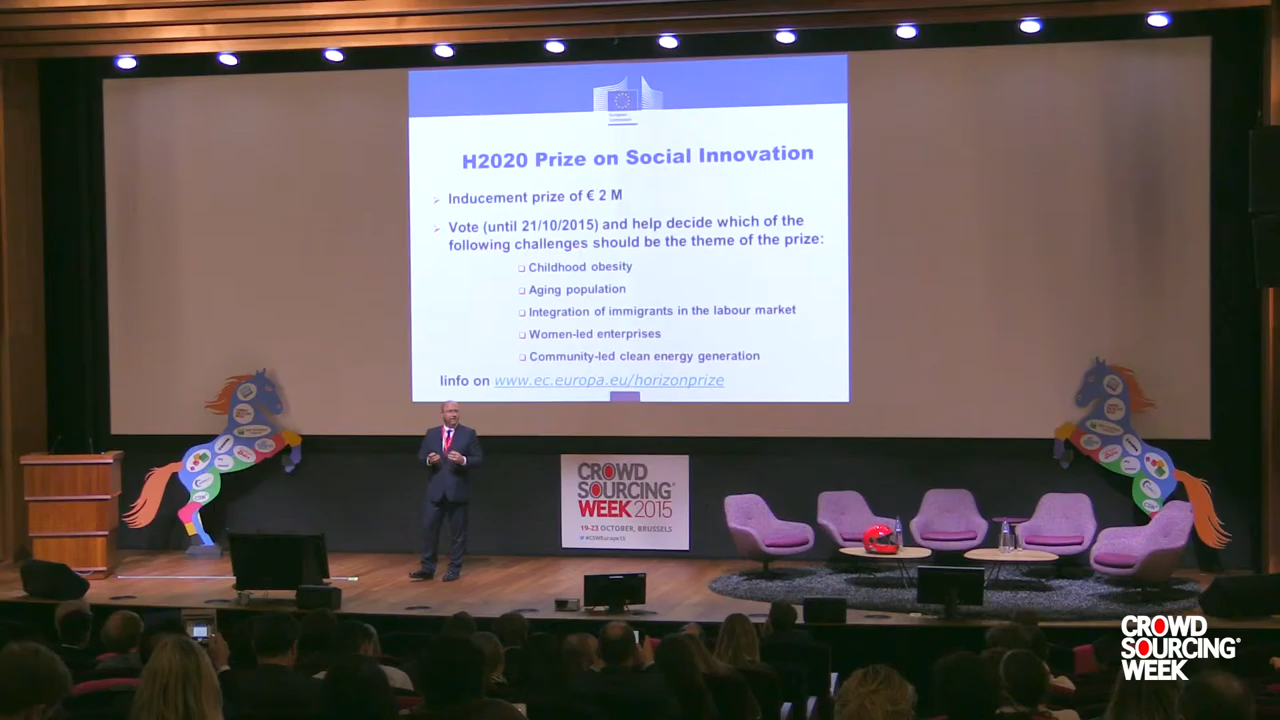 European
Commission
H2020 Prize on Social Innovation
Inducement prize of € 2 M
Vote (until 21/10/2015) and help decide which of the
following challenges should be the theme of the prize:
Childhood obesity
Aging population
Integration of immigrants in the labour market
Women-led enterprises
Community-led clean energy generation
Iinfo on www.ec.europa.eu/horizonprize
CROWD
SOURCING®
WEEK 2015
19-23 OCTOBER, BRUSSELS
#CSWEurope15
CROWD
SOURCING®
WEEK